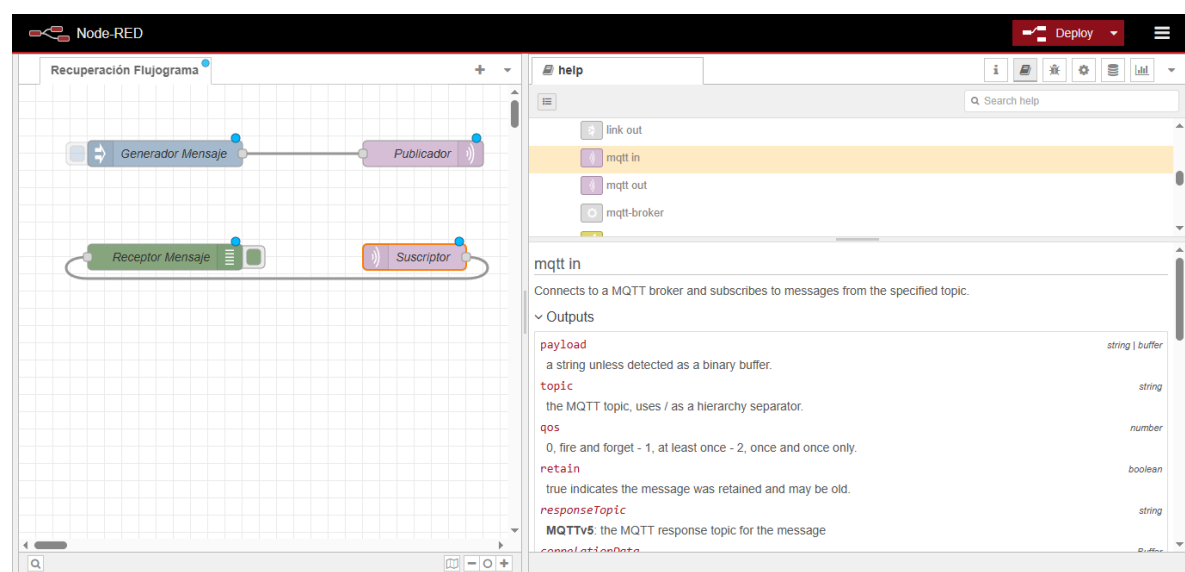 Node-RED
Deploy
Recuperación Flujograma
help
Search help
Generador Mensaje
Publicador
Receptor Mensaje
Suscriptor
link out
mqtt in
mqtt out
mqtt-broker
mqtt in
Connects to a MQTT broker and subscribes to messages from the specified topic.
Outputs
payload string | buffer
a string unless detected as a binary buffer.
topic string
the MQTT topic, uses / as a hierarchy separator.
qos number
0, fire and forget - 1, at least once - 2, once and once only.
retain boolean
true indicates the message was retained and may be old.
responseTopic string
MQTTv5: the MQTT response topic for the message
correlationData Buffer